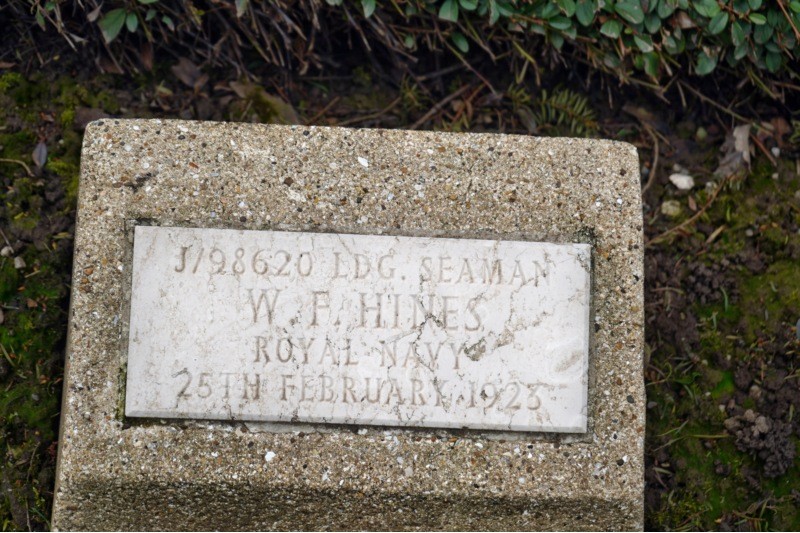 J/98620 LDG. SEAMAN
W. F. HINES
ROYAL NAVY
25TH FEBRUARY 1923